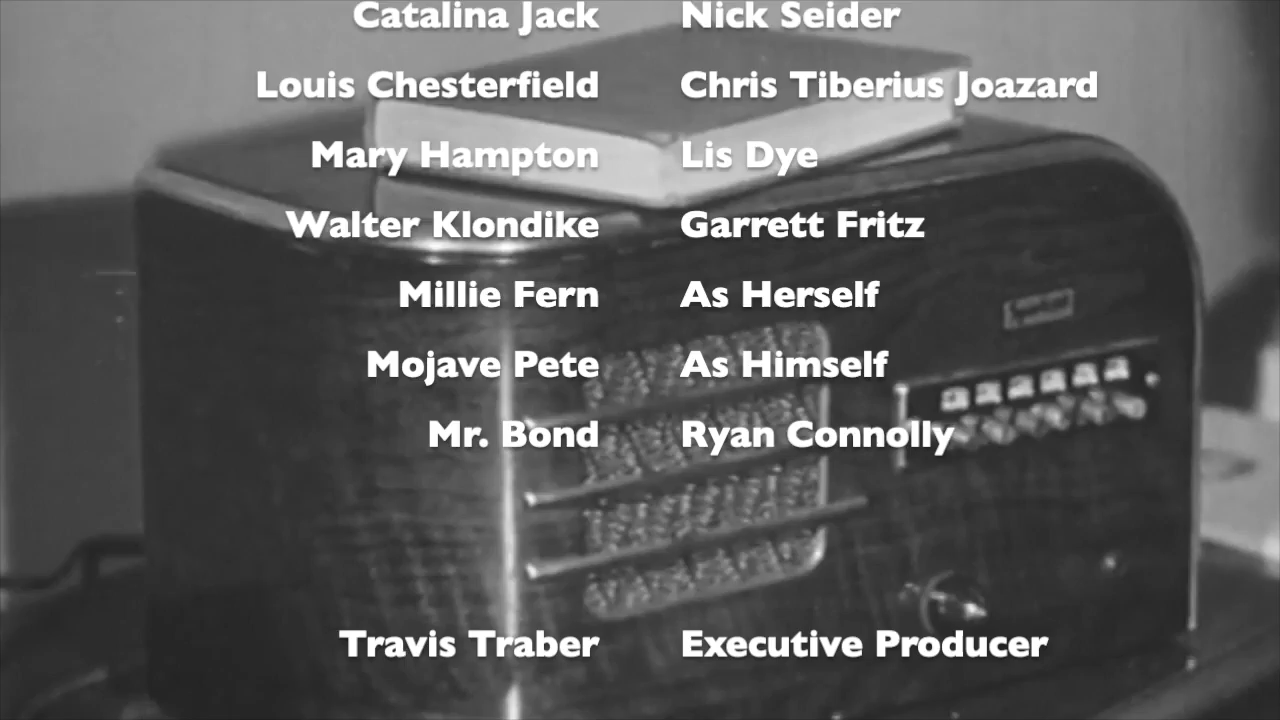 Catalina Jack Nick Seider
Louis Chesterfield Chris Tiberius Joazard
Mary Hampton Lis Dye
Walter Klondike Garrett Fritz
Millie Fern As Herself
Mojave Pete As Himself
Mr. Bond Ryan Connolly
Travis Traber Executive Producer